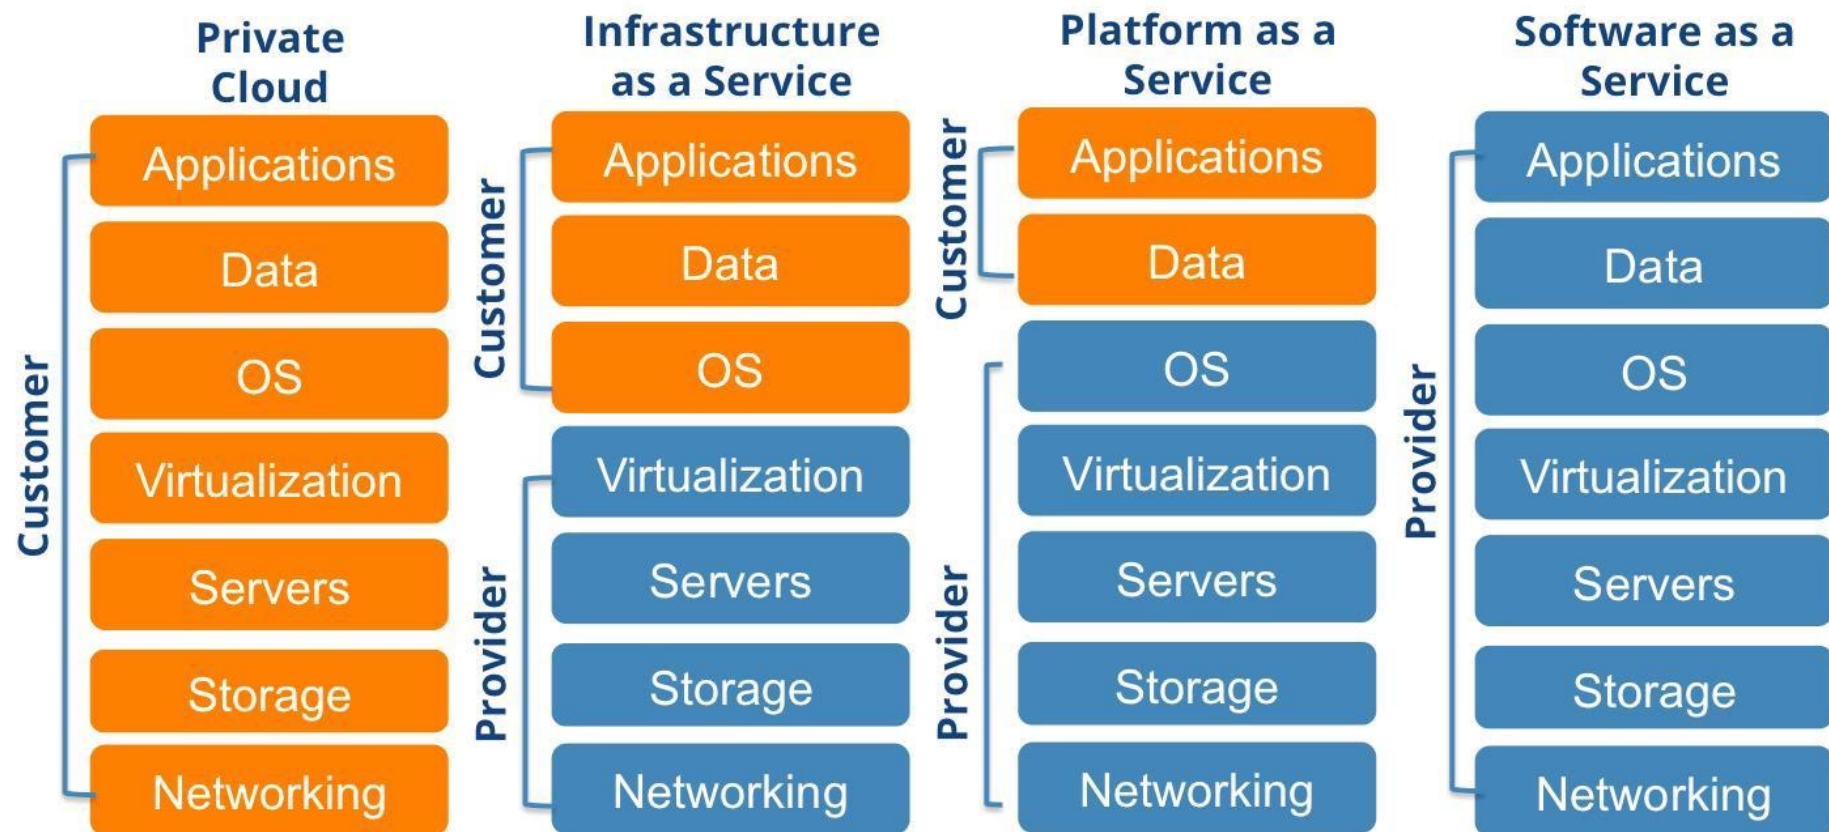 Private
Cloud
Customer
Applications
Data
OS
Virtualization
Servers
Storage
Networking
Infrastructure
as a Service
Customer
Provider
Applications
Data
OS
Virtualization
Servers
Storage
Networking
Platform as a
Service
Customer
Provider
Applications
Data
OS
Virtualization
Servers
Storage
Networking
Software as a
Service
Provider
Applications
Data
OS
Virtualization
Servers
Storage
Networking